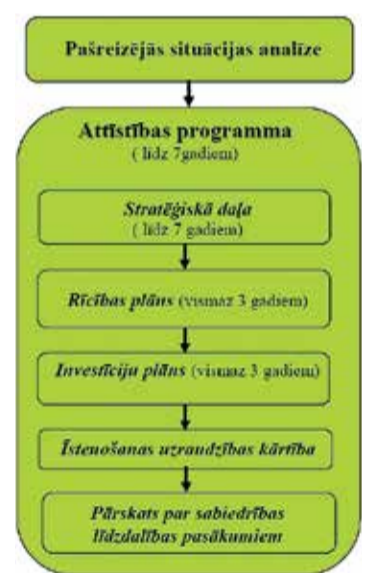 Pašreizējās situācijas analīze
Attīstības programma
( līdz 7gadiem)
Stratēģiskā daļa
( līdz 7 gadiem)
Rīcības plāns (vismaz 3 gadiem)
Investīciju plāns (vismaz 3 gadiem)
Īstenošanas uzraudzības kārtība
Pārskats par sabiedrības
līdzdalības pasākumiem